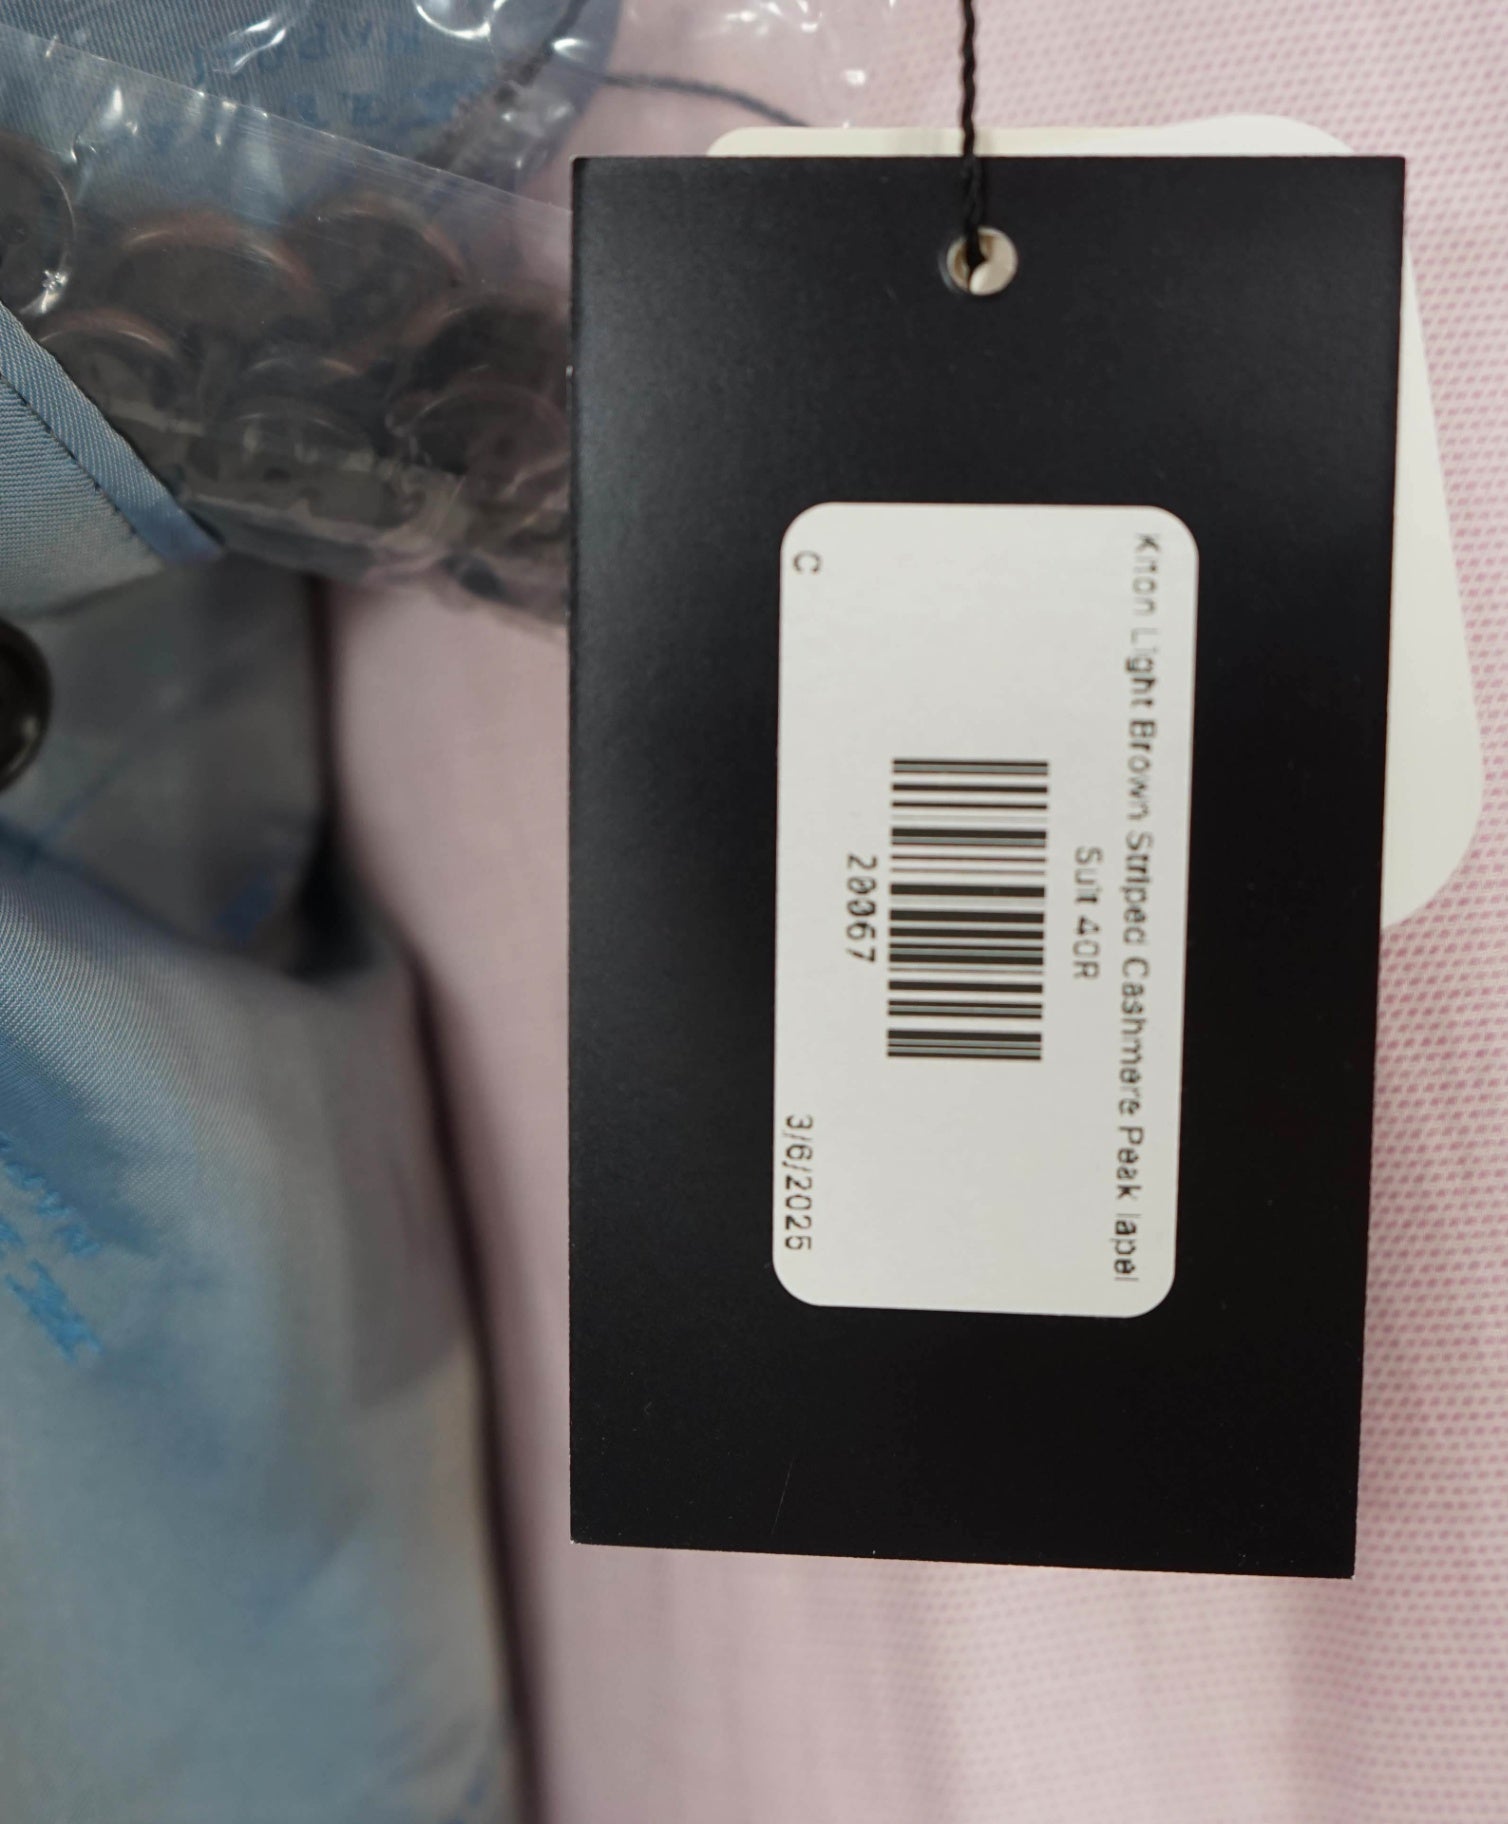 Kiton Light Brown Striped Cashmere Peak lapel
Suit 40R
20067
C 3/6/2025